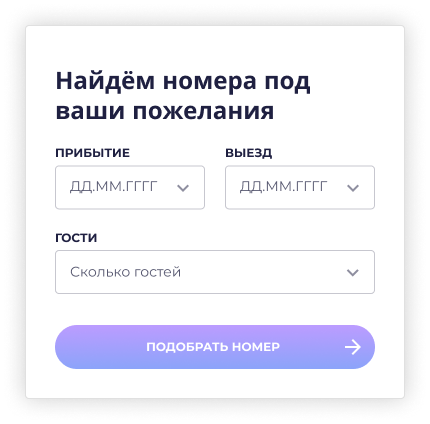 Найдём номера под
ваши пожелания
ПРИБЫТИЕ ВЫЕЗД
ДД.ММ.ГГГГ ДД.ММ.ГГГГ
ГОСТИ
Сколько гостей
ПОДОБРАТЬ НОМЕР